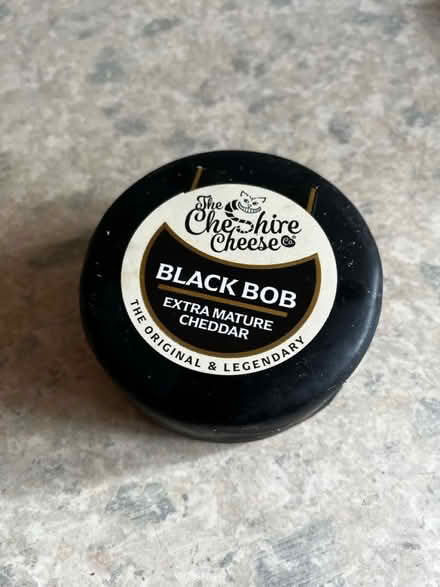 The
Cheshire
Cheese Co®
BLACK BOB
EXTRA MATURE
CHEDDAR
THE ORIGINAL & LEGENDARY